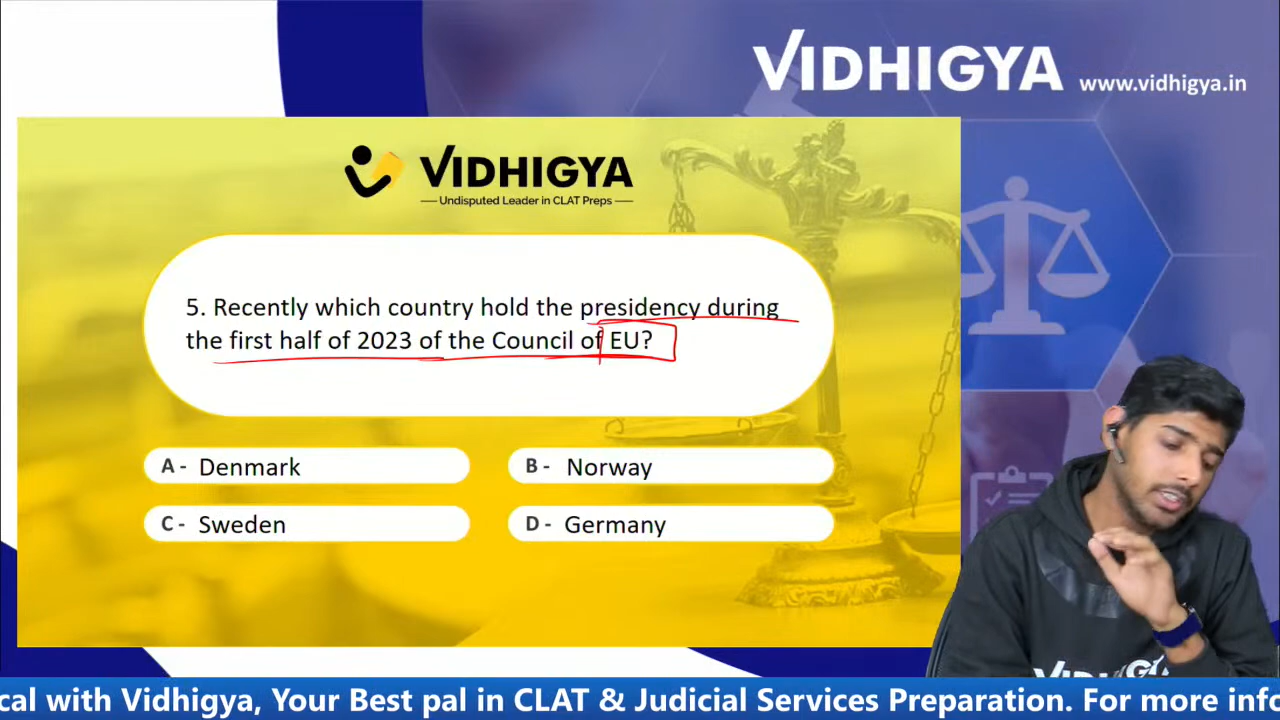 VIDHIGYA www.vidhigya.in
VIDHIGYA
Undisputed Leader in CLAT Preps
5. Recently which country hold the presidency during
the first half of 2023 of the Council of EU?
A - Denmark
B - Norway
C - Sweden
D - Germany
VIDHIGYA
cal with Vidhigya, Your Best pal in CLAT & Judicial Services Preparation. For more info